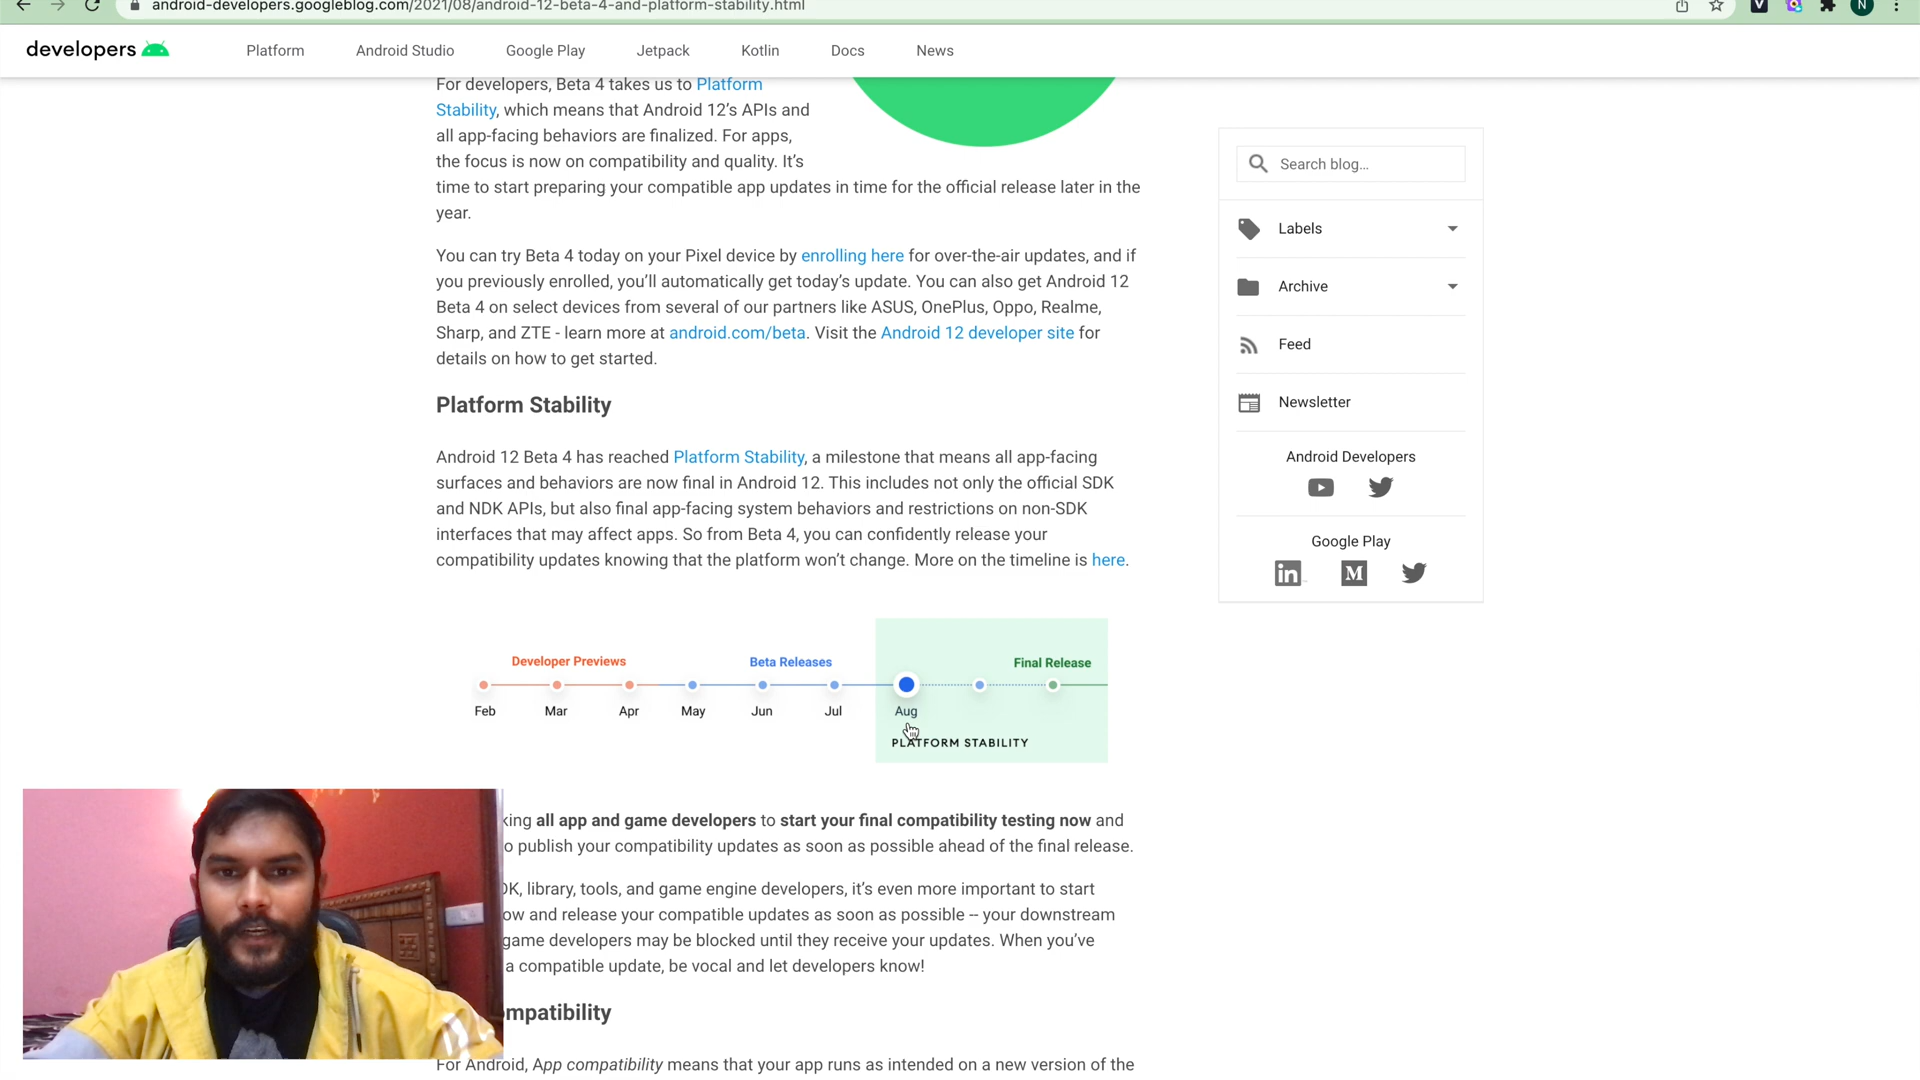 android-developers.googleblog.com/2021/08/android-12-beta-4-and-platform-stability.html
N
developers
Platform
Android Studio
Google Play
Jetpack
Kotlin
Docs
News
For developers, Beta 4 takes us to Platform
Stability, which means that Android 12’s APIs and
all app-facing behaviors are finalized. For apps,
the focus is now on compatibility and quality. It’s
time to start preparing your compatible app updates in time for the official release later in the
year.
You can try Beta 4 today on your Pixel device by enrolling here for over-the-air updates, and if
you previously enrolled, you’ll automatically get today’s update. You can also get Android 12
Beta 4 on select devices from several of our partners like ASUS, OnePlus, Oppo, Realme,
Sharp, and ZTE - learn more at android.com/beta. Visit the Android 12 developer site for
details on how to get started.
Platform Stability
Android 12 Beta 4 has reached Platform Stability, a milestone that means all app-facing
surfaces and behaviors are now final in Android 12. This includes not only the official SDK
and NDK APIs, but also final app-facing system behaviors and restrictions on non-SDK
interfaces that may affect apps. So from Beta 4, you can confidently release your
compatibility updates knowing that the platform won’t change. More on the timeline is here.
Developer Previews
Beta Releases
Final Release
Feb
Mar
Apr
May
Jun
Jul
Aug
PLATFORM STABILITY
king all app and game developers to start your final compatibility testing now and
o publish your compatibility updates as soon as possible ahead of the final release.
DK, library, tools, and game engine developers, it’s even more important to start
ow and release your compatible updates as soon as possible -- your downstream
game developers may be blocked until they receive your updates. When you’ve
a compatible update, be vocal and let developers know!
ompatibility
For Android, App compatibility means that your app runs as intended on a new version of the
Search blog...
Labels
Archive
Feed
Newsletter
Android Developers
Google Play
in
M